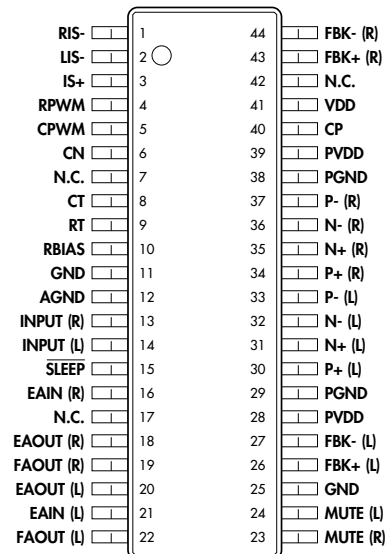 RIS- 1 44 FBK- (R)
LIS- 2 43 FBK+ (R)
IS+ 3 42 N.C.
RPWM 4 41 VDD
CPWM 5 40 CP
CN 6 39 PVDD
N.C. 7 38 PGND
CT 8 37 P- (R)
RT 9 36 N- (R)
RBIAS 10 35 N+ (R)
GND 11 34 P+ (R)
AGND 12 33 P- (L)
INPUT (R) 13 32 N- (L)
INPUT (L) 14 31 N+ (L)
SLEEP 15 30 P+ (L)
EAIN (R) 16 29 PGND
N.C. 17 28 PVDD
EAOUT (R) 18 27 FBK- (L)
FAOUT (R) 19 26 FBK+ (L)
EAOUT (L) 20 25 GND
EAIN (L) 21 24 MUTE (L)
FAOUT (L) 22 23 MUTE (R)